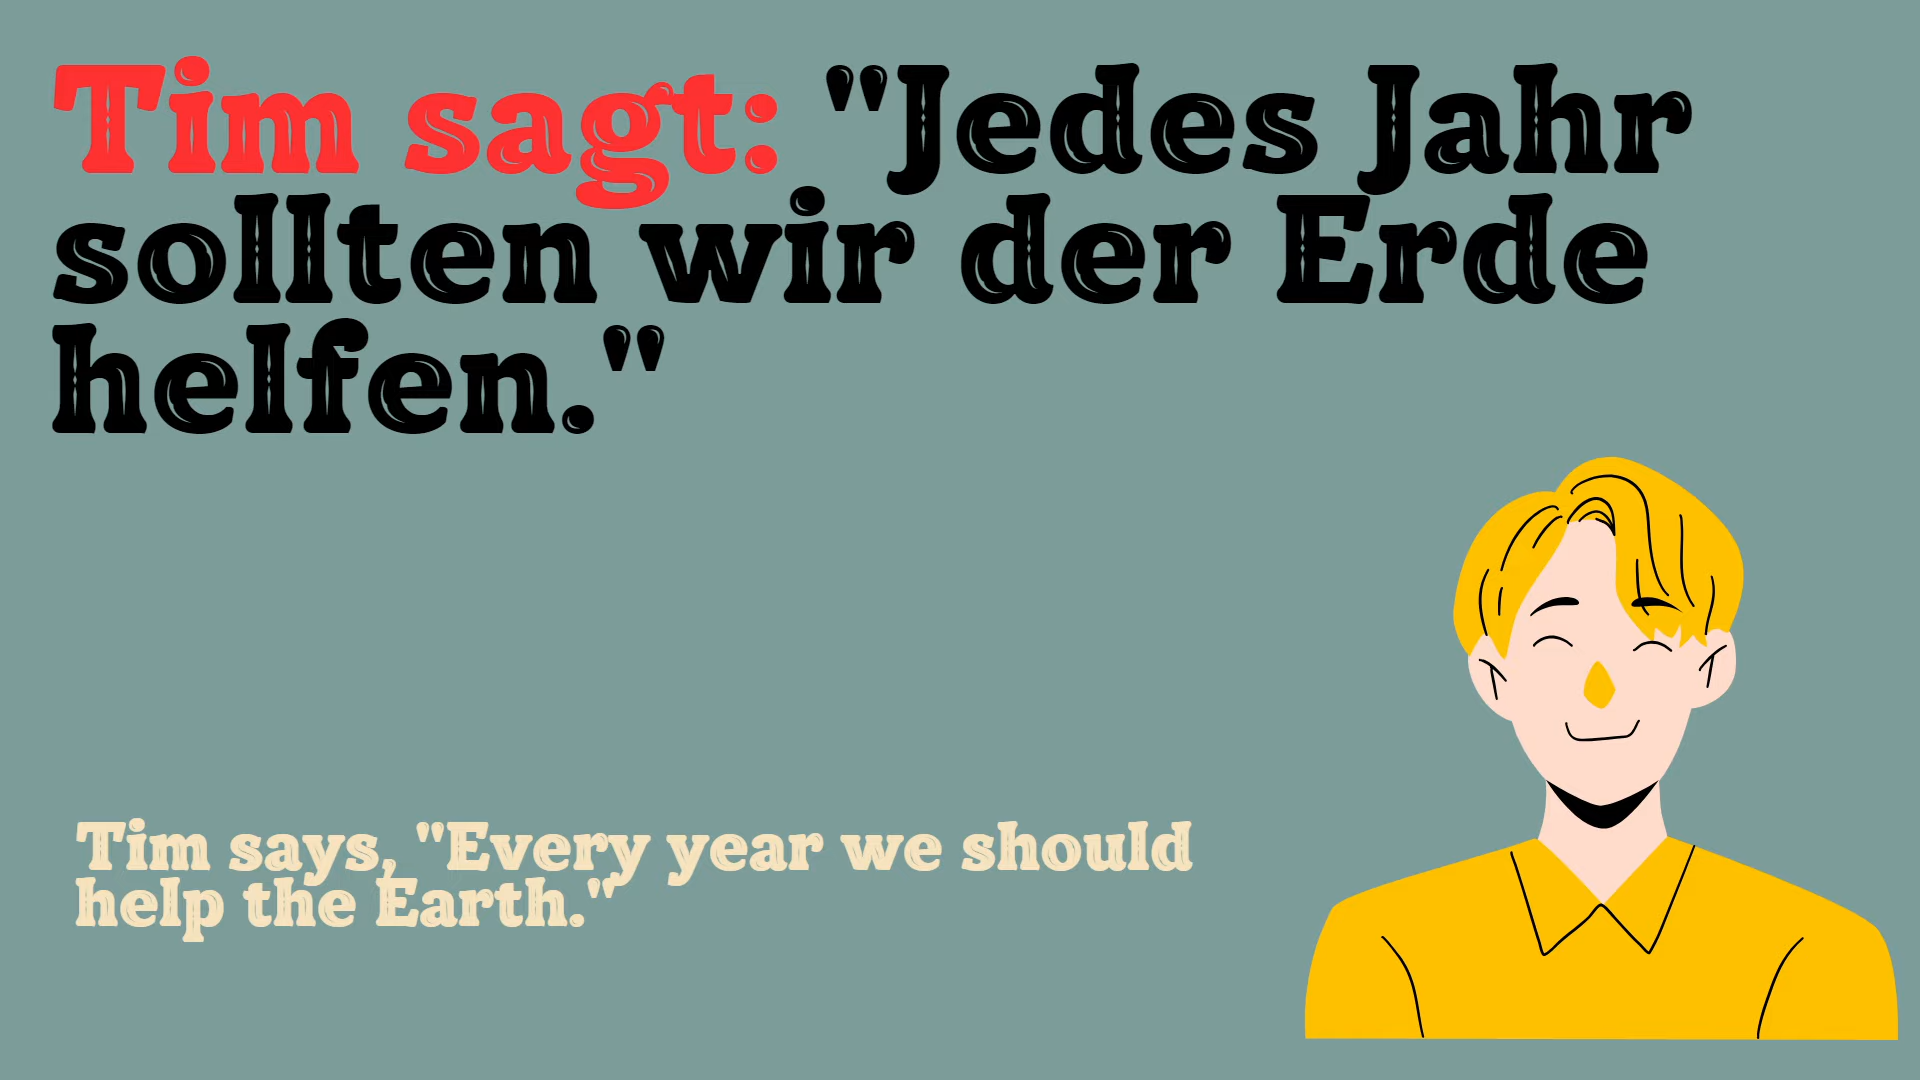 Tim sagt: "Jedes Jahr
sollten wir der Erde
helfen."
Tim says, "Every year we should
help the Earth."